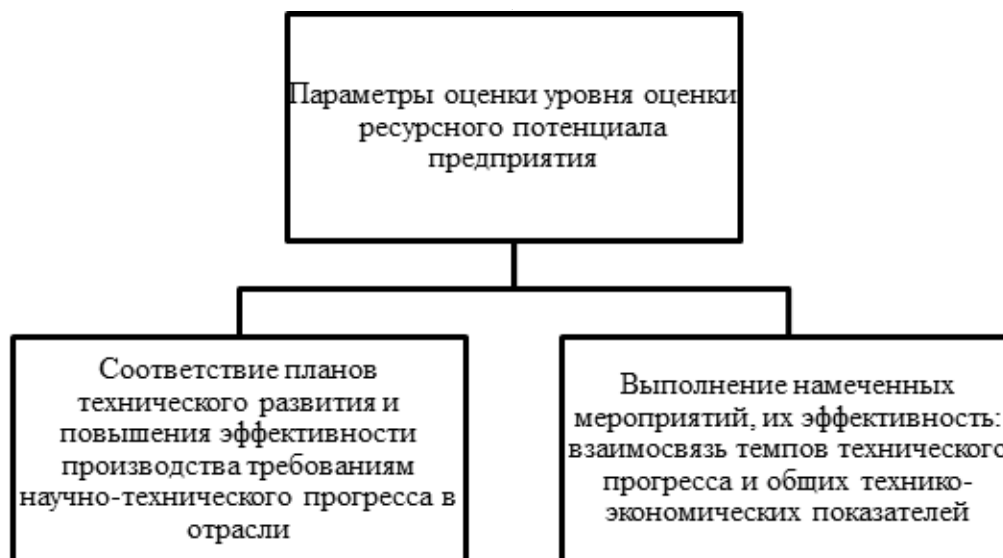 Параметры оценки уровня оценки
ресурсного потенциала
предприятия
Соответствие планов
технического развития и
повышения эффективности
производства требованиям
научно-технического прогресса в
отрасли
Выполнение намеченных
мероприятий, их эффективность:
взаимосвязь темпов технического
прогресса и общих технико-
экономических показателей